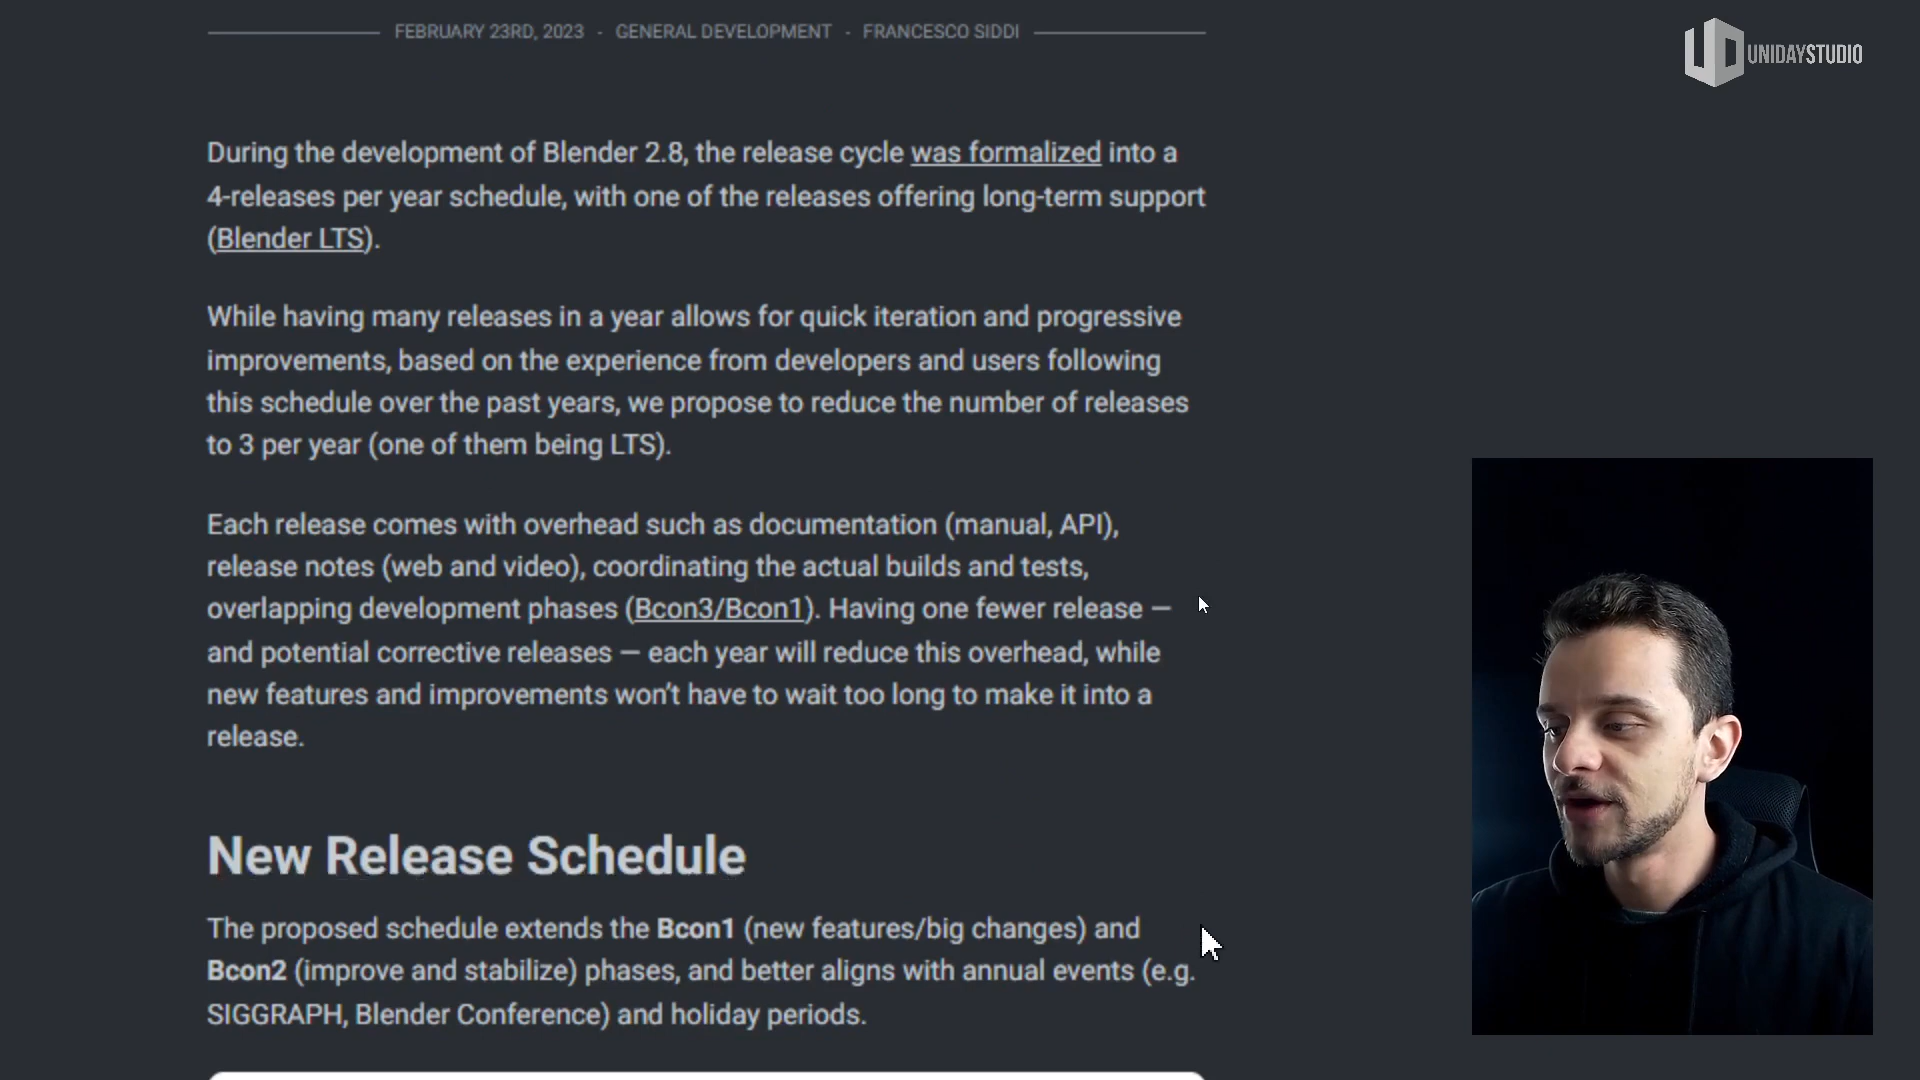 FEBRUARY 23RD, 2023 - GENERAL DEVELOPMENT - FRANCESCO SIDDI
UNIDAYSTUDIO
During the development of Blender 2.8, the release cycle was formalized into a
4-releases per year schedule, with one of the releases offering long-term support
(Blender LTS).
While having many releases in a year allows for quick iteration and progressive
improvements, based on the experience from developers and users following
this schedule over the past years, we propose to reduce the number of releases
to 3 per year (one of them being LTS).
Each release comes with overhead such as documentation (manual, API),
release notes (web and video), coordinating the actual builds and tests,
overlapping development phases (Bcon3/Bcon1). Having one fewer release —
and potential corrective releases — each year will reduce this overhead, while
new features and improvements won't have to wait too long to make it into a
release.
New Release Schedule
The proposed schedule extends the Bcon1 (new features/big changes) and
Bcon2 (improve and stabilize) phases, and better aligns with annual events (e.g.
SIGGRAPH, Blender Conference) and holiday periods.